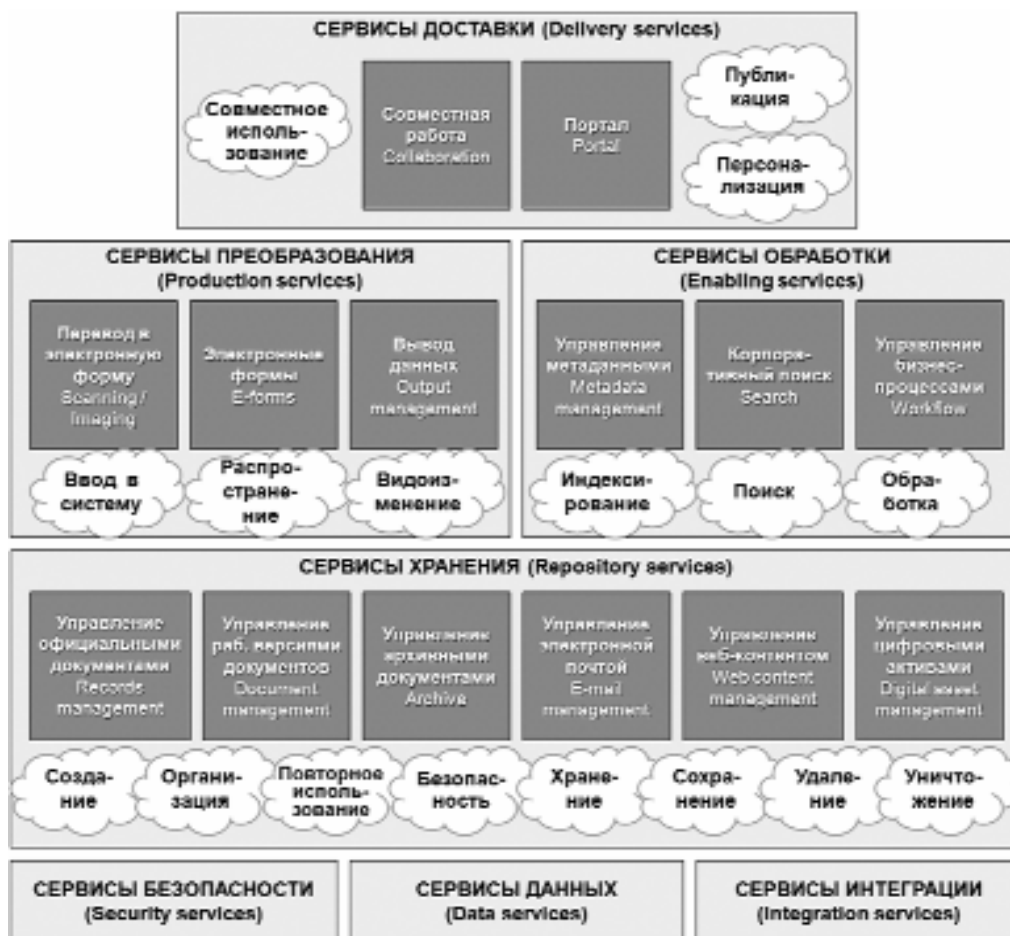 СЕРВИСЫ ДОСТАВКИ (Delivery services)
Совместное
исполь-
зование
Совместная
работа
Collaboration
Портал
Portal
Публи-
кация
Персона-
лизация
СЕРВИСЫ ПРЕОБРАЗОВАНИЯ
(Production services)
Перевод в
электронную
форму
Scanning /
Imaging
Электронные
формы
E-forms
Вывод
данных
Output
management
Ввод в
систему
Распро-
стране-
ние
Видоиз-
менение
СЕРВИСЫ ОБРАБОТКИ
(Enabling services)
Управление
метаданными
Metadata
management
Корпора-
тивный поиск
Search
Управление
бизнес-
процессами
Workflow
Индекси-
рование
Поиск
Обра-
ботка
СЕРВИСЫ ХРАНЕНИЯ (Repository services)
Управление
официальными
документами
Records
management
Управление
раб. версиями
документов
Document
management
Управление
архивными
документами
Archive
Управление
электронной
почтой
E-mail
management
Управление
веб-контентом
Web content
management
Управление
цифровыми
активами
Digital asset
management
Созда-
ние
Органи-
зация
Повторное
исполь-
зование
Безопас-
ность
Хране-
ние
Сохра-
нение
Удале-
ние
Уничто-
жение
СЕРВИСЫ БЕЗОПАСНОСТИ
(Security services)
СЕРВИСЫ ДАННЫХ
(Data services)
СЕРВИСЫ ИНТЕГРАЦИИ
(Integration services)